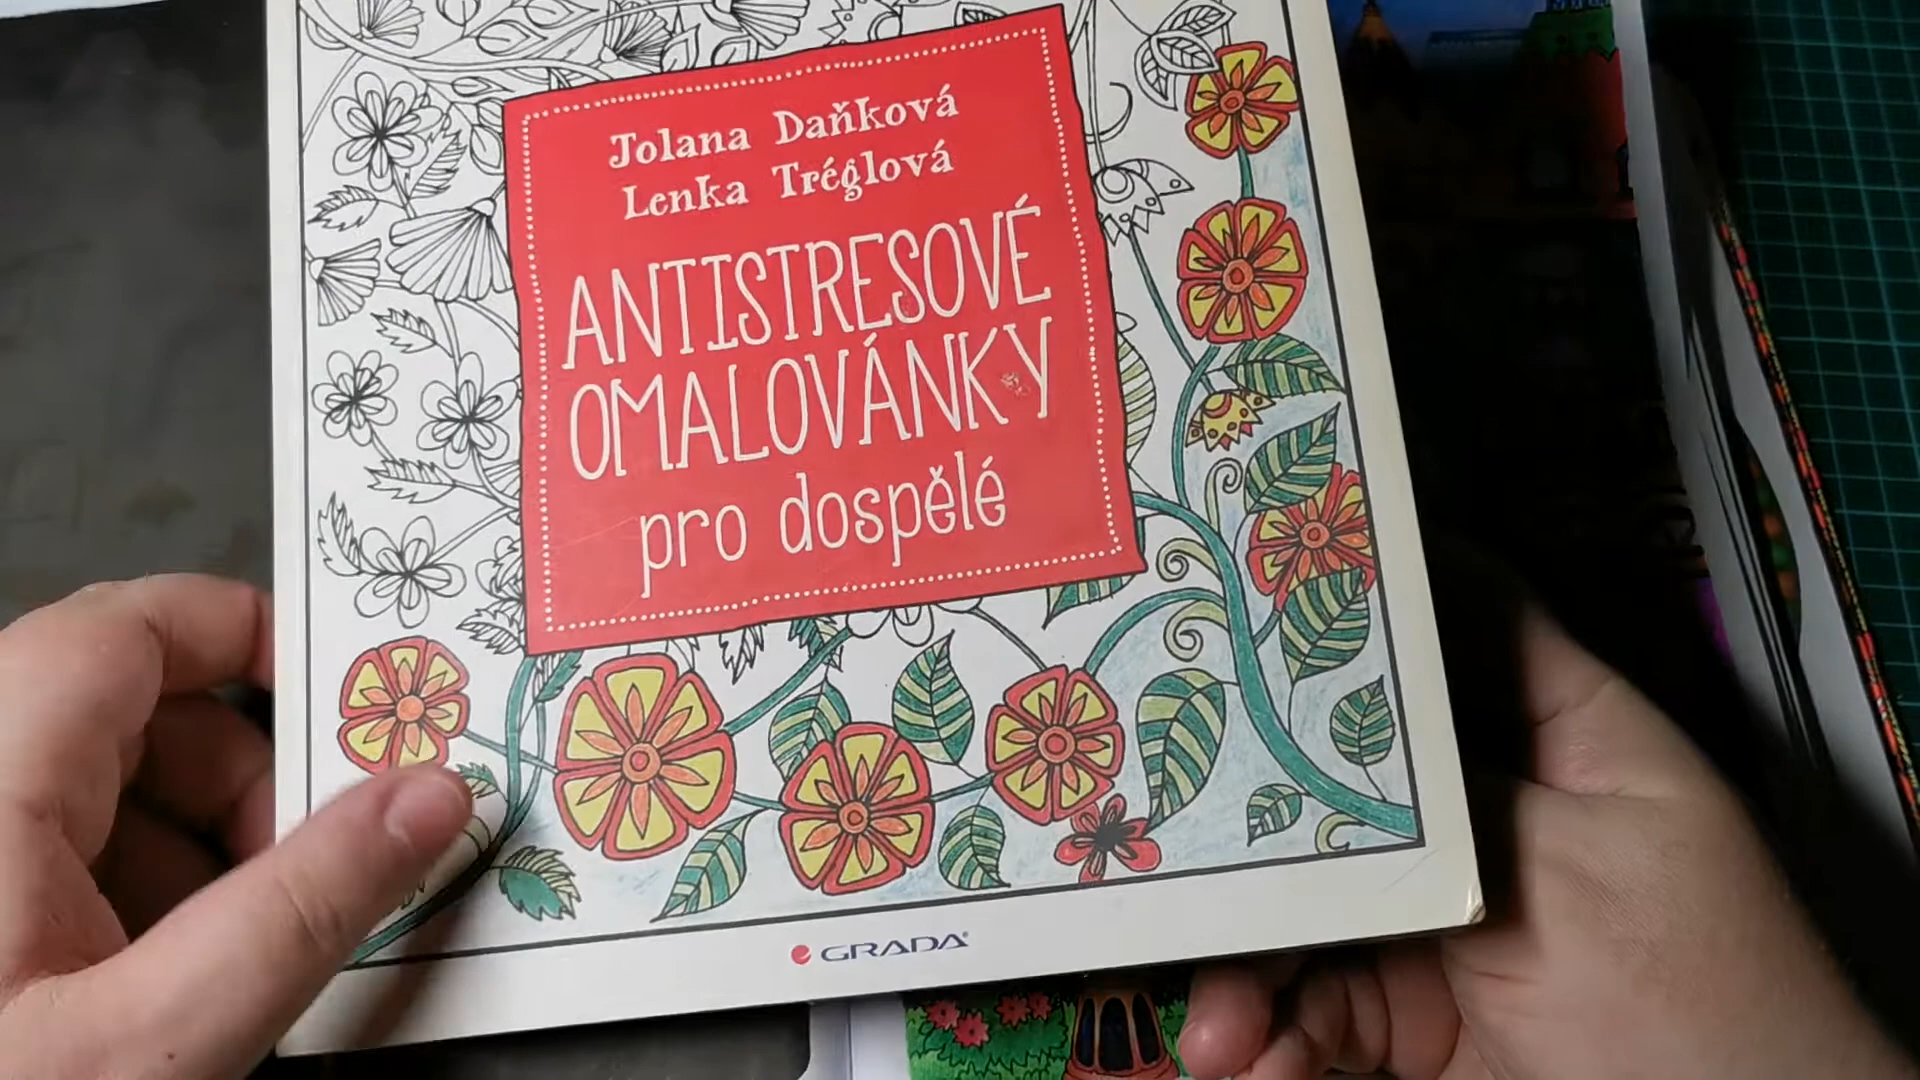 Jolana Daňková
Lenka Tréglová
ANTISTRESOVÉ
OMALOVÁNKY
pro dospělé
GRADA®